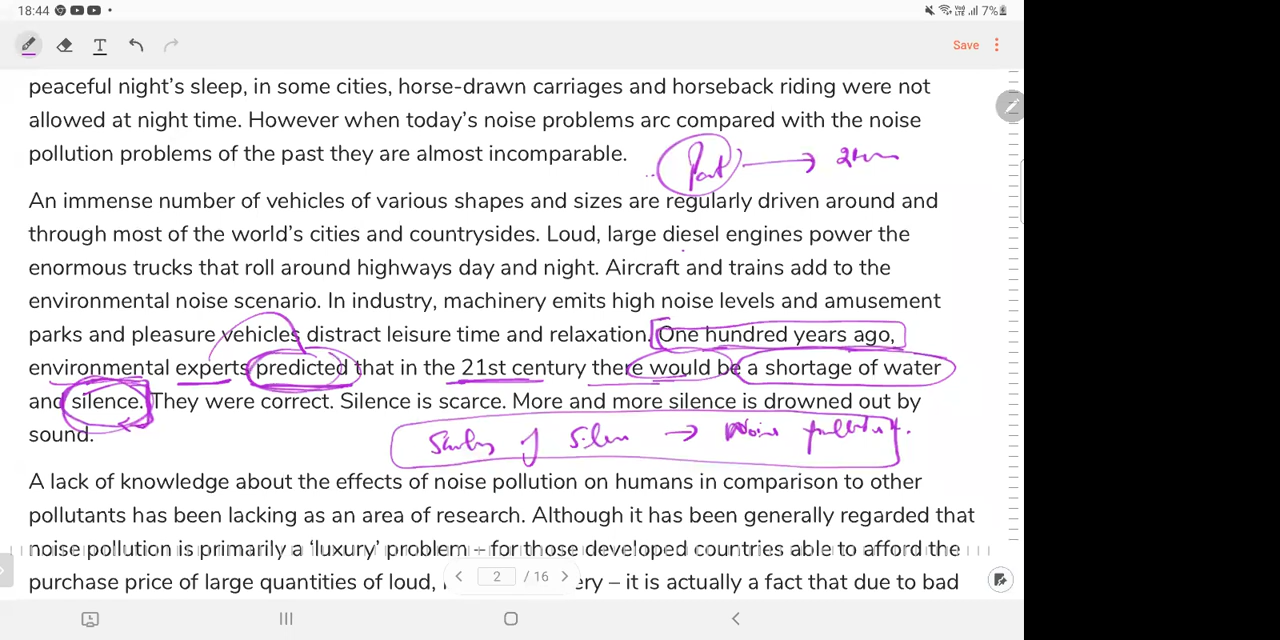 18:44 7%
Save
peaceful night's sleep, in some cities, horse-drawn carriages and horseback riding were not
allowed at night time. However when today's noise problems arc compared with the noise
pollution problems of the past they are almost incomparable.
An immense number of vehicles of various shapes and sizes are regularly driven around and
through most of the world's cities and countrysides. Loud, large diesel engines power the
enormous trucks that roll around highways day and night. Aircraft and trains add to the
environmental noise scenario. In industry, machinery emits high noise levels and amusement
parks and pleasure vehicles distract leisure time and relaxation. One hundred years ago,
environmental experts predicted that in the 21st century there would be a shortage of water
and silence. They were correct. Silence is scarce. More and more silence is drowned out by
sound.
of → Noise
A lack of knowledge about the effects of noise pollution on humans in comparison to other
pollutants has been lacking as an area of research. Although it has been generally regarded that
noise pollution is primarily a 'luxury' problem – for those developed countries able to afford the
purchase price of large quantities of loud, – it is actually a fact that due to bad
2 / 16